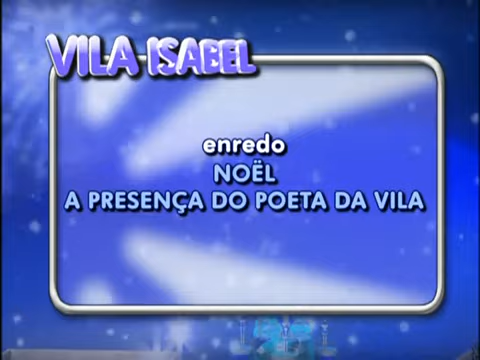 VILA ISABEL
enredo
NOËL
A PRESENÇA DO POETA DA VILA